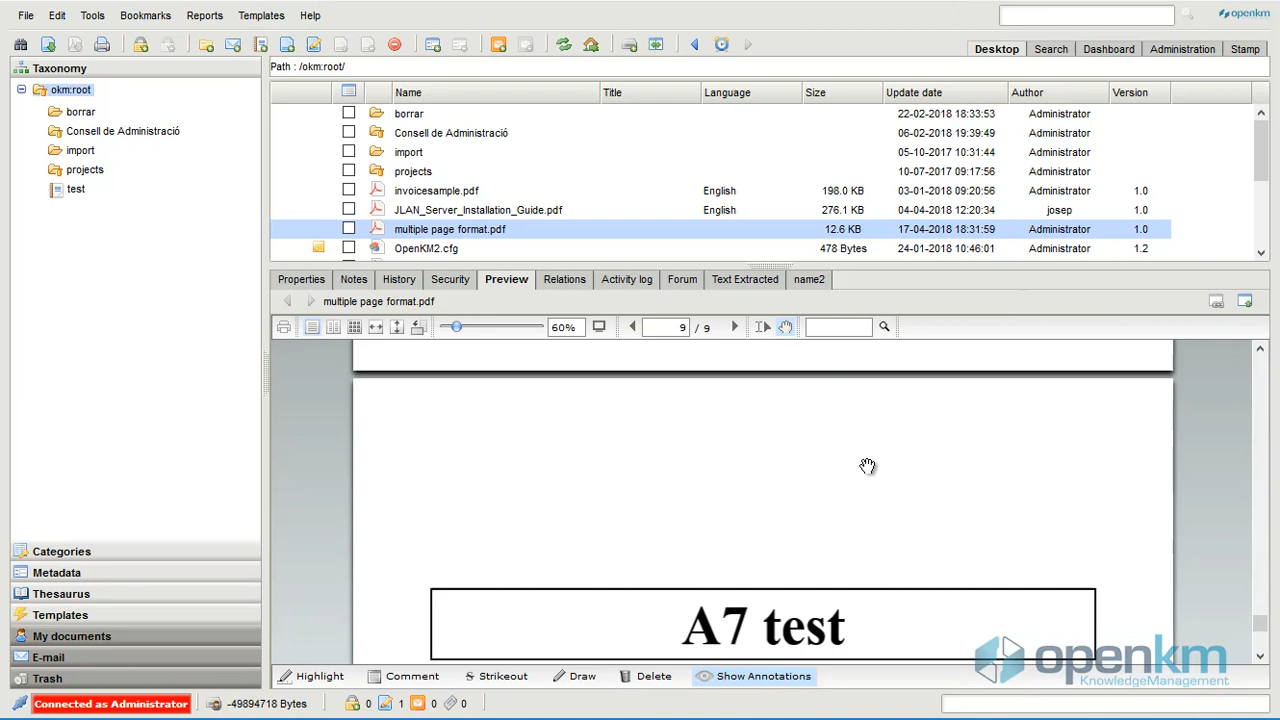 File Edit Tools Bookmarks Reports Templates Help
openkm
Desktop Search Dashboard Administration Stamp
Taxonomy
Path : /okm:root/
okm:root
borrar
Consell de Administració
import
projects
test
Name Title Language Size Update date Author Version
borrar 22-02-2018 18:33:53 Administrator
Consell de Administració 06-02-2018 19:39:49 Administrator
import 05-10-2017 10:31:44 Administrator
projects 10-07-2017 09:17:56 Administrator
invoicesample.pdf English 198.0 KB 03-01-2018 09:20:56 Administrator 1.0
JLAN_Server_Installation_Guide.pdf English 276.1 KB 04-04-2018 12:20:34 josep 1.0
multiple page format.pdf 12.6 KB 17-04-2018 18:31:59 Administrator 1.0
OpenKM2.cfg 478 Bytes 24-01-2018 10:46:01 Administrator 1.2
Properties Notes History Security Preview Relations Activity log Forum Text Extracted name2
multiple page format.pdf
60% 9 / 9
A7 test
openkm
KnowledgeManagement
Highlight Comment Strikeout Draw Delete Show Annotations
Categories
Metadata
Thesaurus
Templates
My documents
E-mail
Trash
Connected as Administrator -49894718 Bytes 0 1 0 0